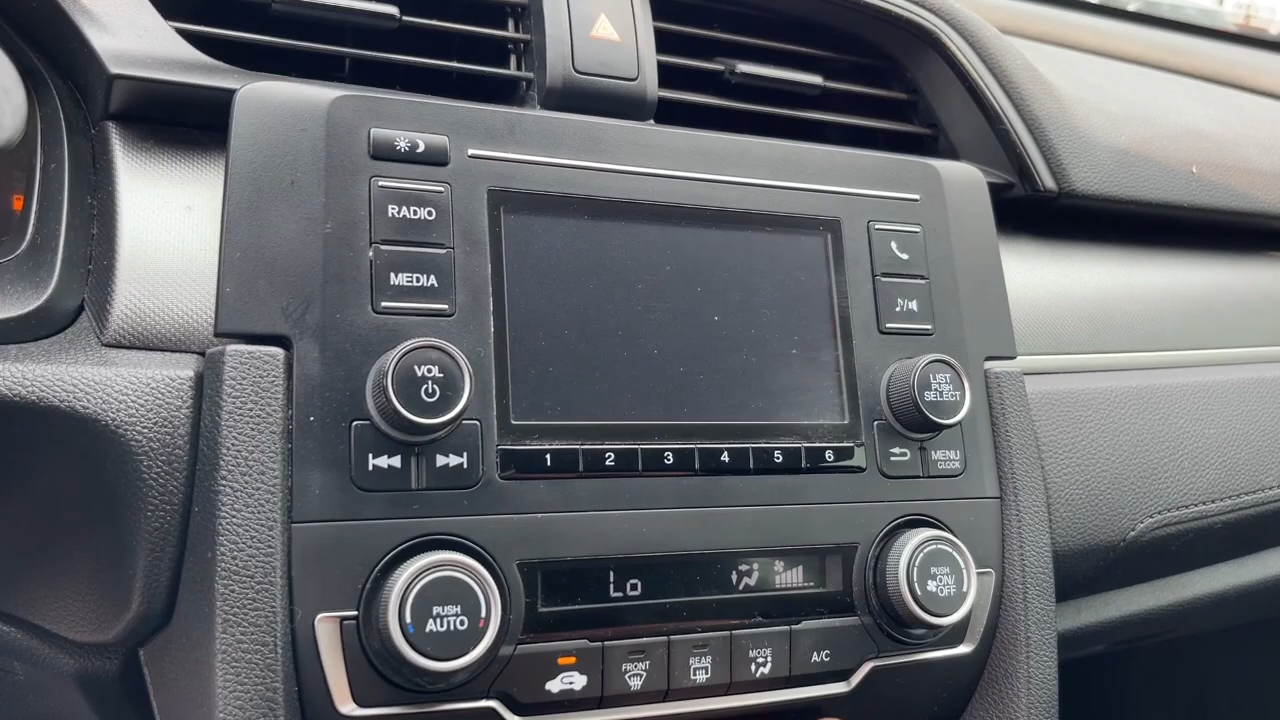 RADIO
MEDIA
VOL
LIST
PUSH
SELECT
1 2 3 4 5 6
MENU
CLOCK
PUSH
AUTO
Lo
PUSH
ON/
OFF
FRONT
REAR
MODE
A/C